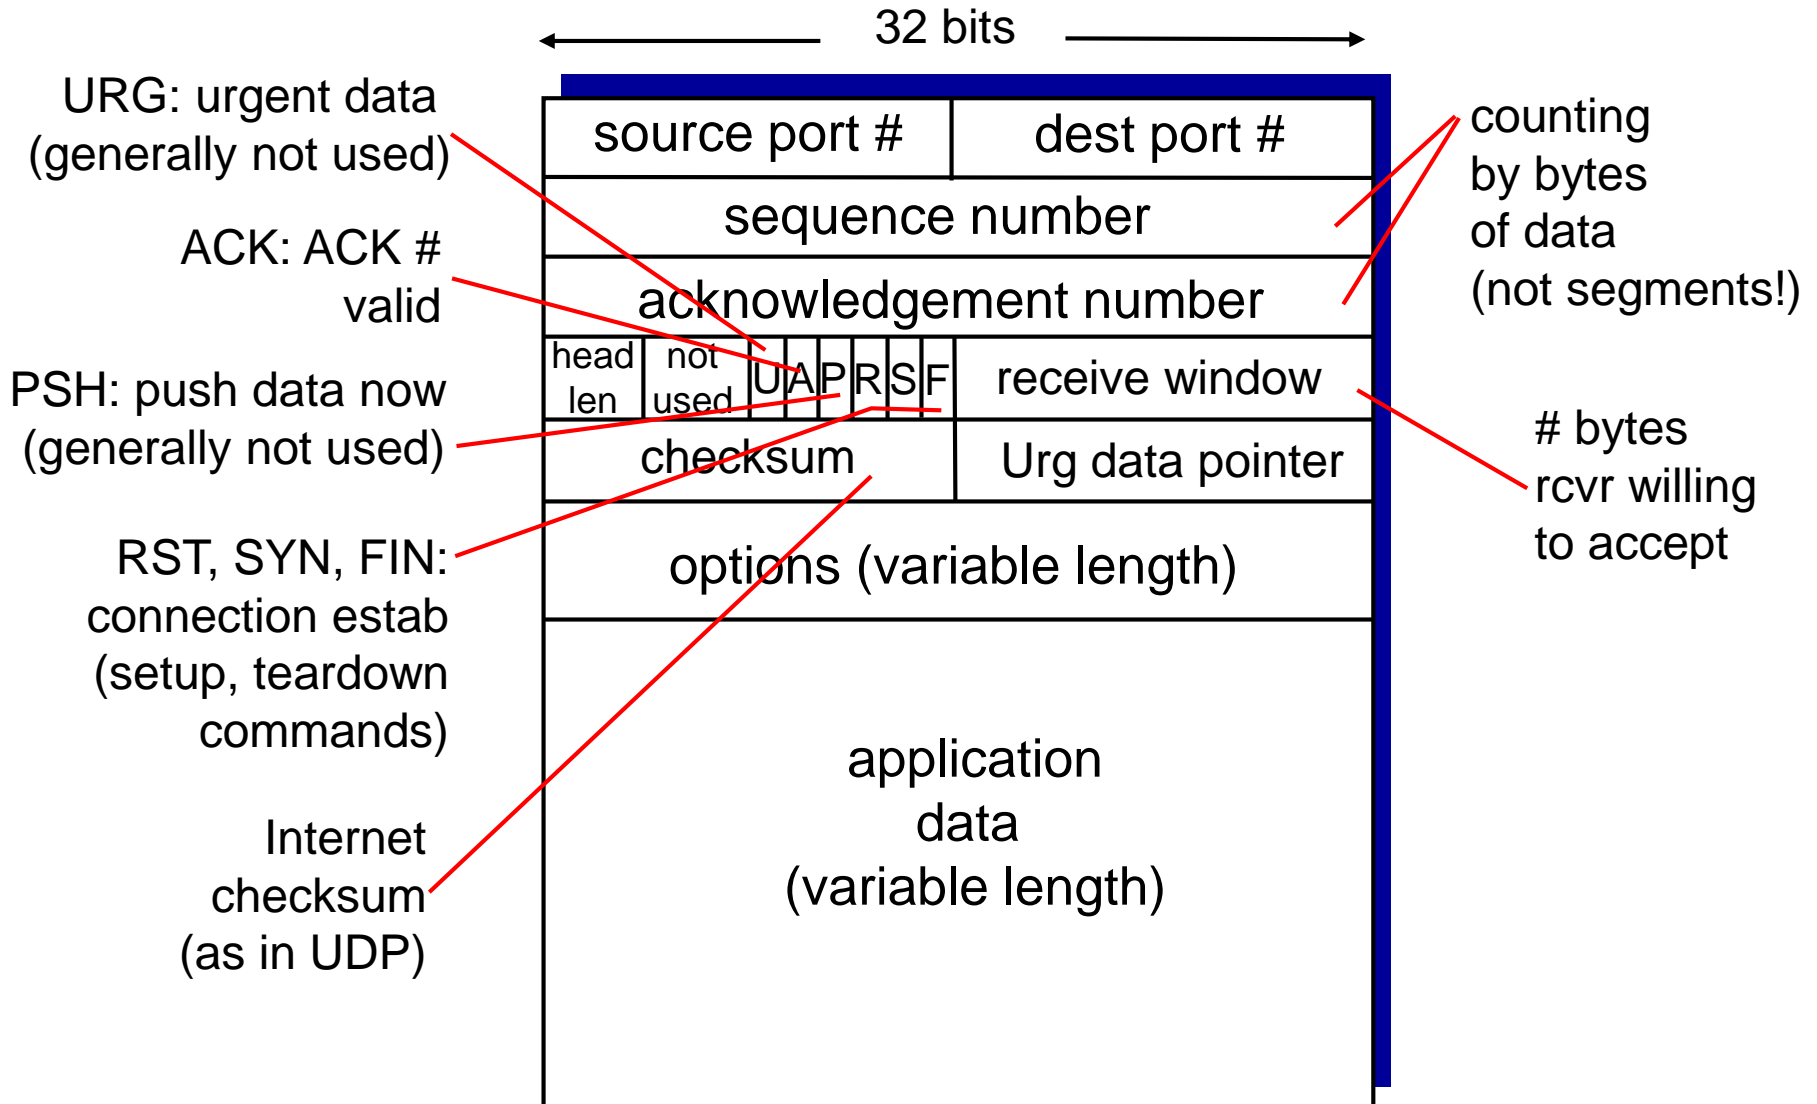 32 bits
URG: urgent data
(generally not used)
ACK: ACK #
valid
PSH: push data now
(generally not used)
RST, SYN, FIN:
connection estab
(setup, teardown
commands)
Internet
checksum
(as in UDP)
source port #
dest port #
sequence number
acknowledgement number
head
len
not
used
U
A
P
R
S
F
receive window
checksum
Urg data pointer
options (variable length)
application
data
(variable length)
counting
by bytes
of data
(not segments!)
# bytes
rcvr willing
to accept